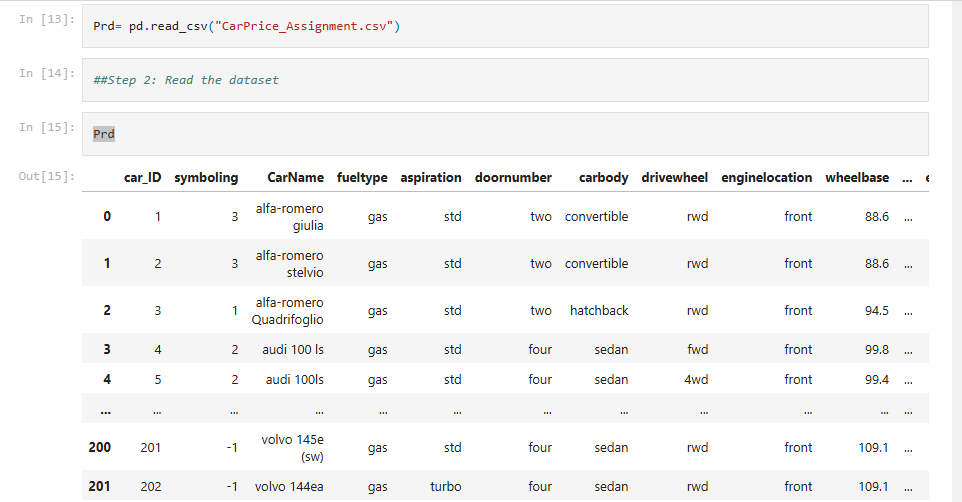 In [13]: Prd= pd.read_csv("CarPrice_Assignment.csv")
In [14]: ##Step 2: Read the dataset
In [15]: Prd
Out[15]: car_ID symboling CarName fueltype aspiration doornumber carbody drivewheel enginelocation wheelbase ... e
0 1 3 alfa-romero giulia gas std two convertible rwd front 88.6 ...
1 2 3 alfa-romero stelvio gas std two convertible rwd front 88.6 ...
2 3 1 alfa-romero Quadrifoglio gas std two hatchback rwd front 94.5 ...
3 4 2 audi 100 ls gas std four sedan fwd front 99.8 ...
4 5 2 audi 100ls gas std four sedan 4wd front 99.4 ...
... ... ... ... ... ... ... ... ... ... ... ...
200 201 -1 volvo 145e (sw) gas std four sedan rwd front 109.1 ...
201 202 -1 volvo 144ea gas turbo four sedan rwd front 109.1 ...